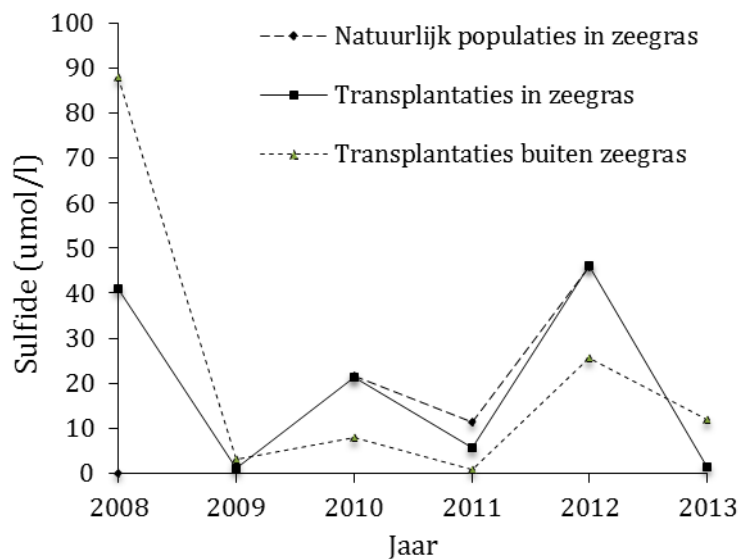 100
90
80
70
60
50
40
30
20
10
0
Sulfide (umol/l)
Natuurlijk populaties in zeegras
Transplantaties in zeegras
Transplantaties buiten zeegras
2008 2009 2010 2011 2012 2013
Jaar